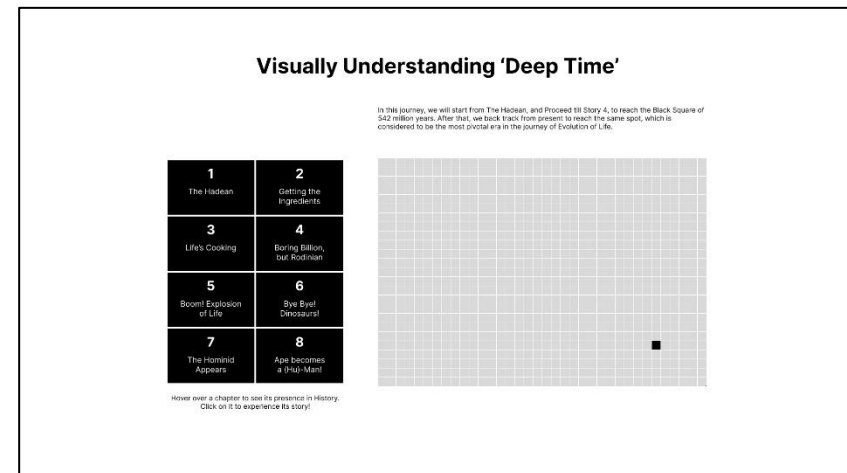 Visually Understanding ‘Deep Time’
In this journey, we will start from The Hadean, and Proceed till Story 4, to reach the Black Square of
542 million years. After that, we back track from present to reach the same spot, which is
considered to be the most pivotal era in the journey of Evolution of Life.
1
The Hadean
2
Getting the
Ingredients
3
Life's Cooking
4
Boring Billion,
but Rodinian
5
Boom! Explosion
of Life
6
Bye Bye!
Dinosaurs!
7
The Hominid
Appears
8
Ape becomes
a (Hu)-Man!
Hover over a chapter to see its presence in History.
Click on it to experience its story!